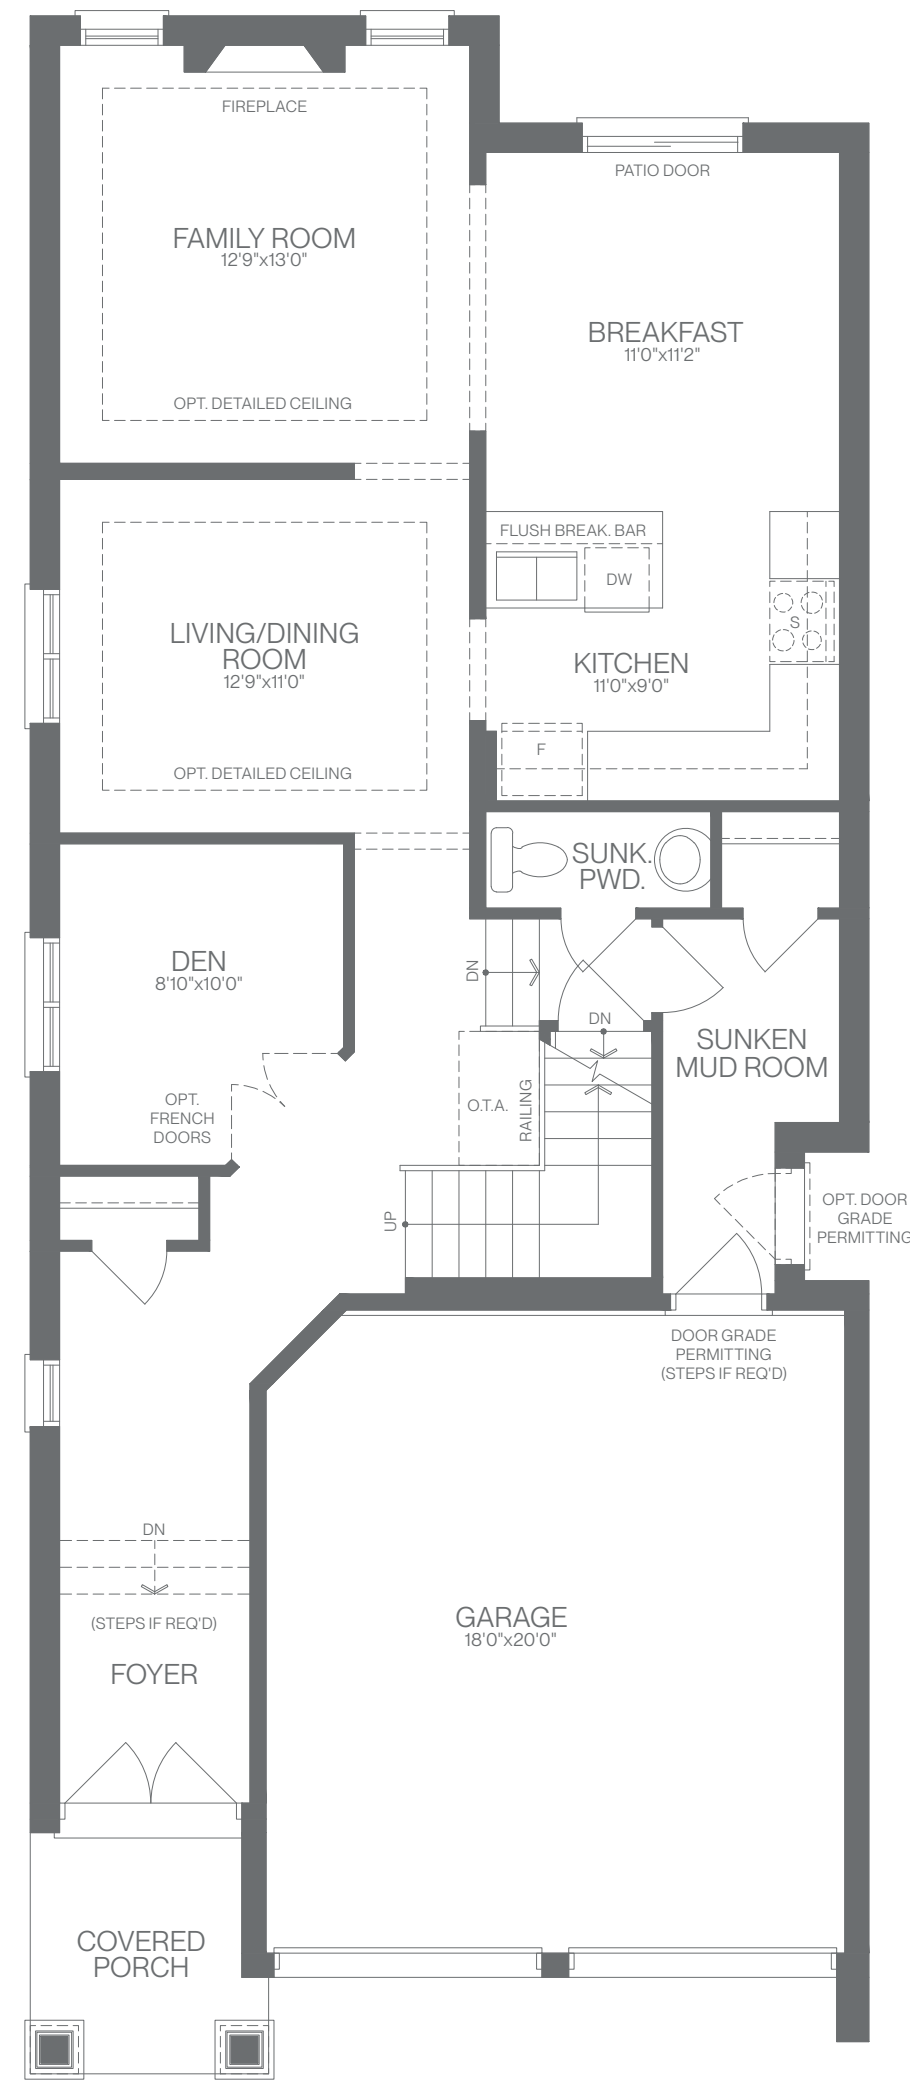 FIREPLACE
PATIO DOOR
FAMILY ROOM
12'9"x13'0"
BREAKFAST
11'0"x11'2"
OPT. DETAILED CEILING
FLUSH BREAK. BAR
DW
S
LIVING/DINING
ROOM
12'9"x11'0"
KITCHEN
11'0"x9'0"
F
OPT. DETAILED CEILING
SUNK.
PWD.
DEN
8'10"x10'0"
DN
DN
SUNKEN
MUD ROOM
OPT.
FRENCH
DOORS
O.T.A.
RAILING
UP
OPT. DOOR
GRADE
PERMITTING
DOOR GRADE
PERMITTING
(STEPS IF REQ'D)
DN
(STEPS IF REQ'D)
FOYER
GARAGE
18'0"x20'0"
COVERED
PORCH